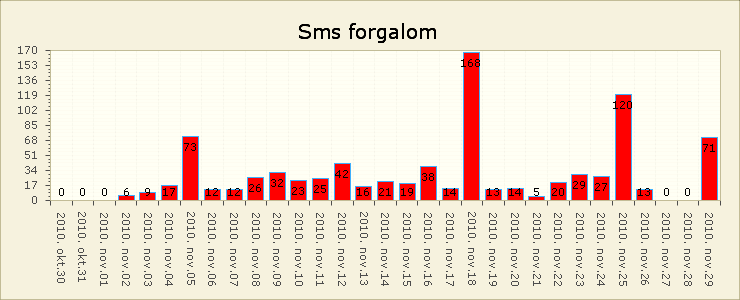 Sms forgalom
170
153
136
119
102
85
68
51
34
17
0
0 0 0 6 9 17 73 13 13 26 32 23 25 42 16 21 19 38 14 168 13 14 5 20 29 27 120 13 0 0 71
2010. okt.30
2010. okt.31
2010. nov.01
2010. nov.02
2010. nov.03
2010. nov.04
2010. nov.05
2010. nov.06
2010. nov.07
2010. nov.08
2010. nov.09
2010. nov.10
2010. nov.11
2010. nov.12
2010. nov.13
2010. nov.14
2010. nov.15
2010. nov.16
2010. nov.17
2010. nov.18
2010. nov.19
2010. nov.20
2010. nov.21
2010. nov.22
2010. nov.23
2010. nov.24
2010. nov.25
2010. nov.26
2010. nov.27
2010. nov.28
2010. nov.29